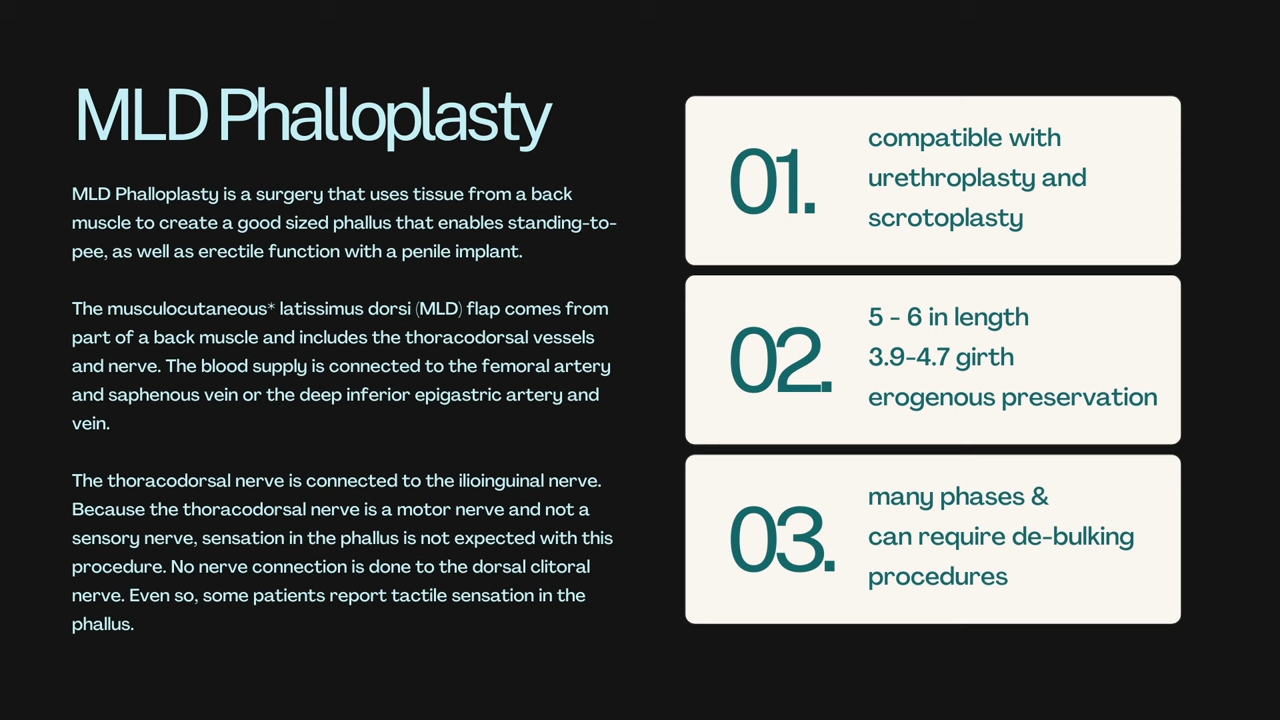 MLD Phalloplasty
MLD Phalloplasty is a surgery that uses tissue from a back
muscle to create a good sized phallus that enables standing-to-
pee, as well as erectile function with a penile implant.
The musculocutaneous* latissimus dorsi (MLD) flap comes from
part of a back muscle and includes the thoracodorsal vessels
and nerve. The blood supply is connected to the femoral artery
and saphenous vein or the deep inferior epigastric artery and
vein.
The thoracodorsal nerve is connected to the ilioinguinal nerve.
Because the thoracodorsal nerve is a motor nerve and not a
sensory nerve, sensation in the phallus is not expected with this
procedure. No nerve connection is done to the dorsal clitoral
nerve. Even so, some patients report tactile sensation in the
phallus.
01.
compatible with
urethroplasty and
scrotoplasty
02.
5 - 6 in length
3.9-4.7 girth
erogenous preservation
03.
many phases &
can require de-bulking
procedures